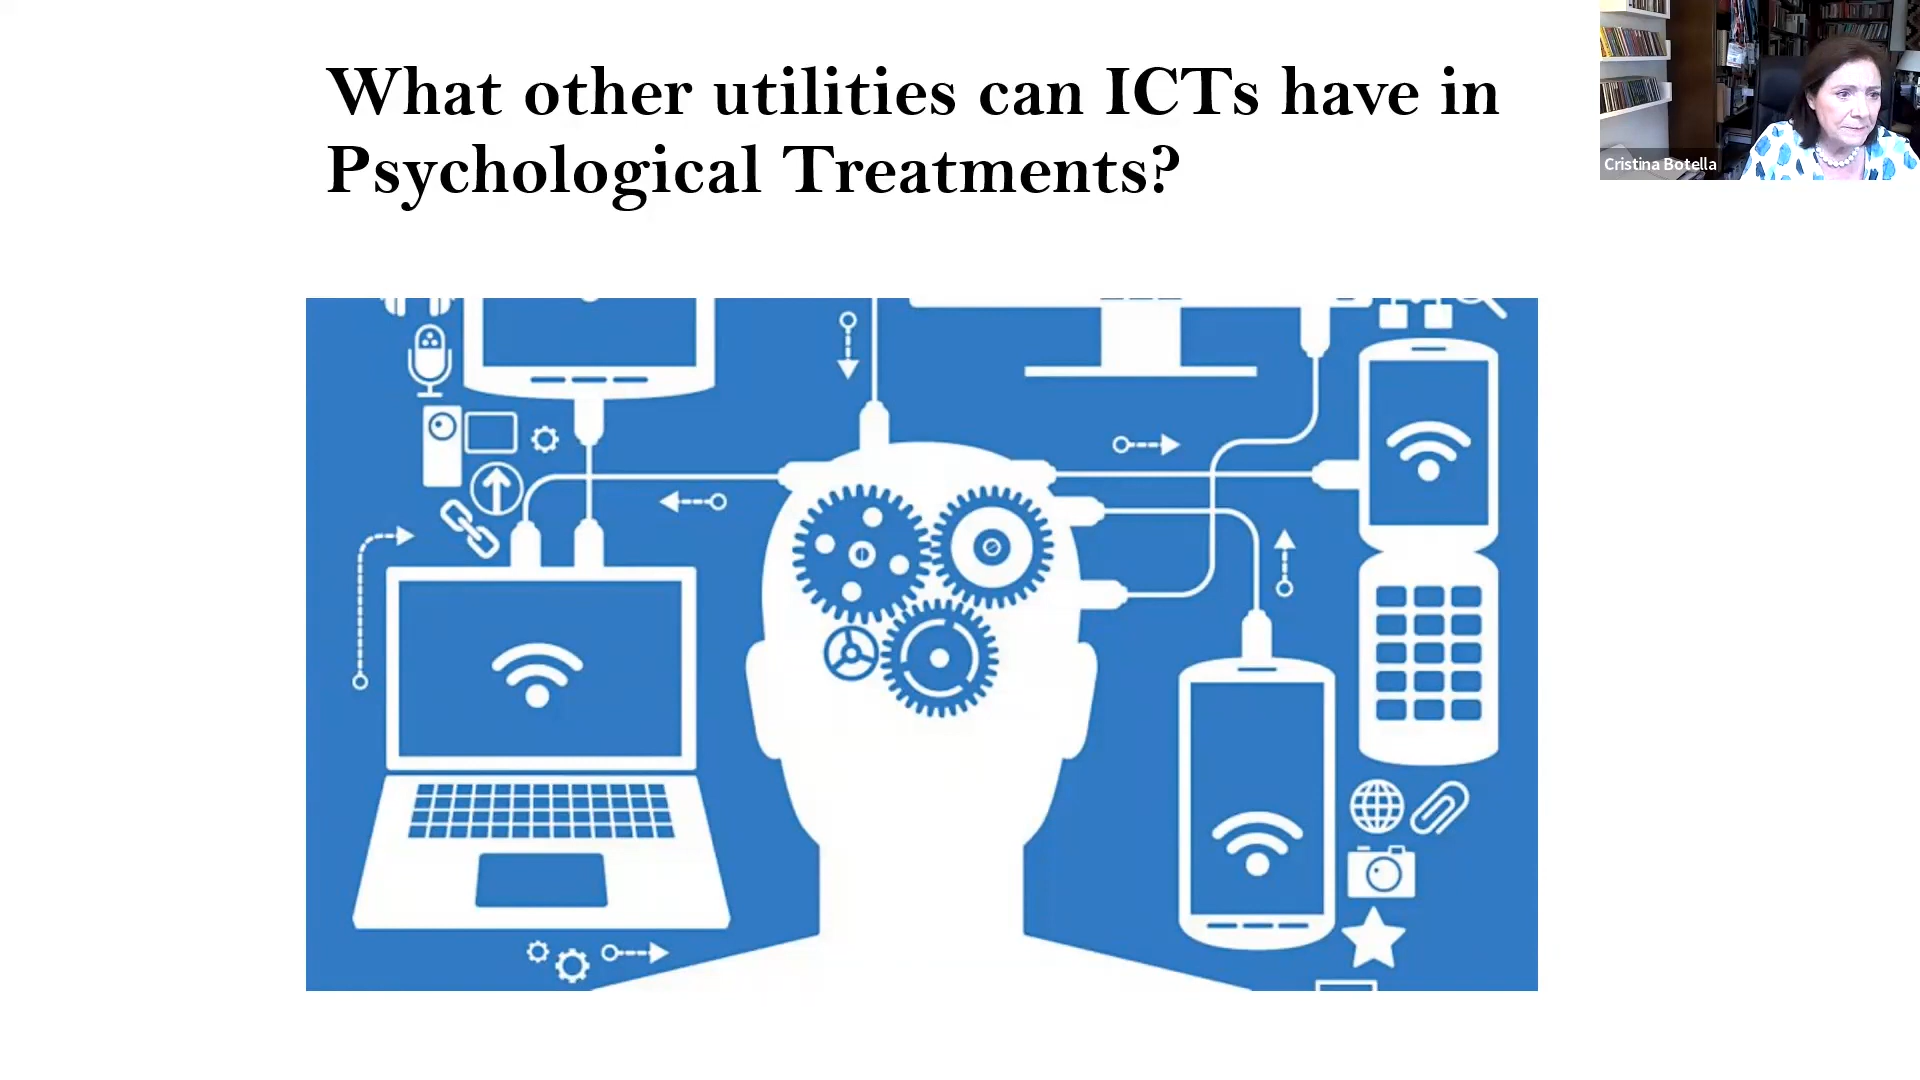 What other utilities can ICTs have in
Psychological Treatments?
Cristina Botella